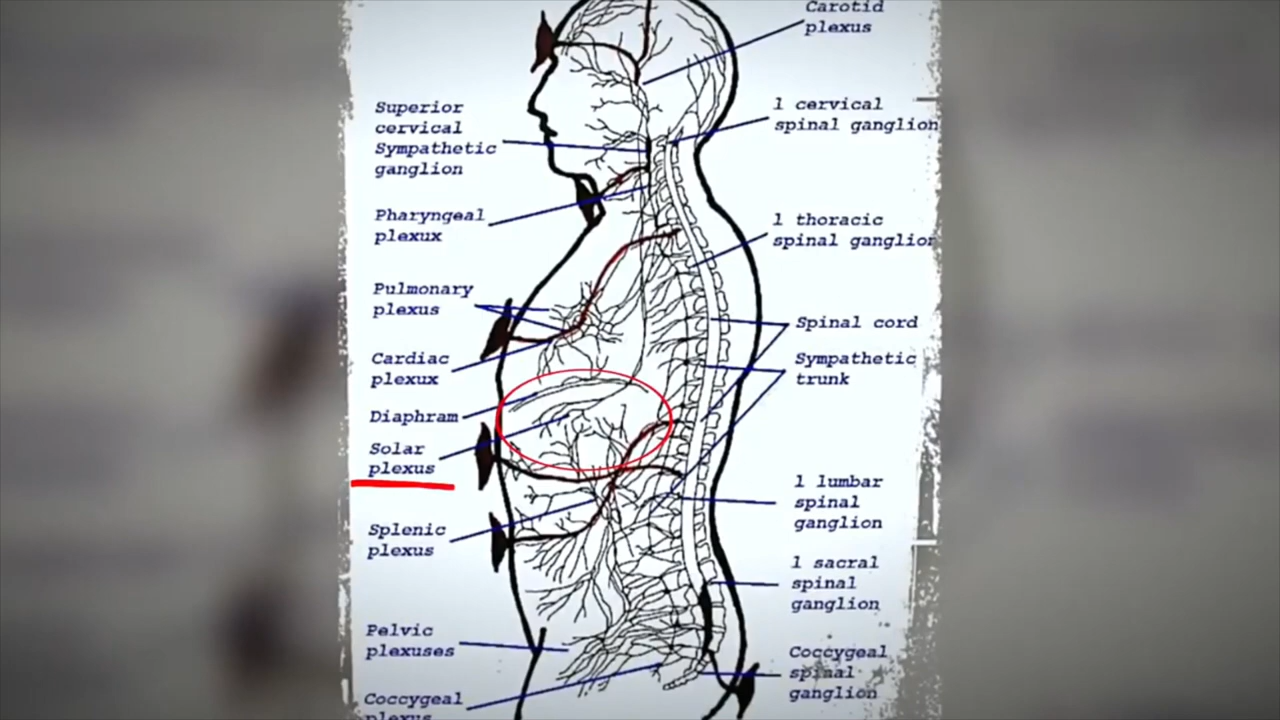 Carotid
plexus
Superior
cervical
Sympathetic
ganglion
1 cervical
spinal ganglion
Pharyngeal
plexux
1 thoracic
spinal ganglion
Pulmonary
plexus
Spinal cord
Cardiac
plexux
Sympathetic
trunk
Diaphram
Solar
plexus
1 lumbar
spinal
ganglion
Splenic
plexus
1 sacral
spinal
ganglion
Pelvic
plexuses
Coccygeal
spinal
ganglion
Coccygeal
plexus